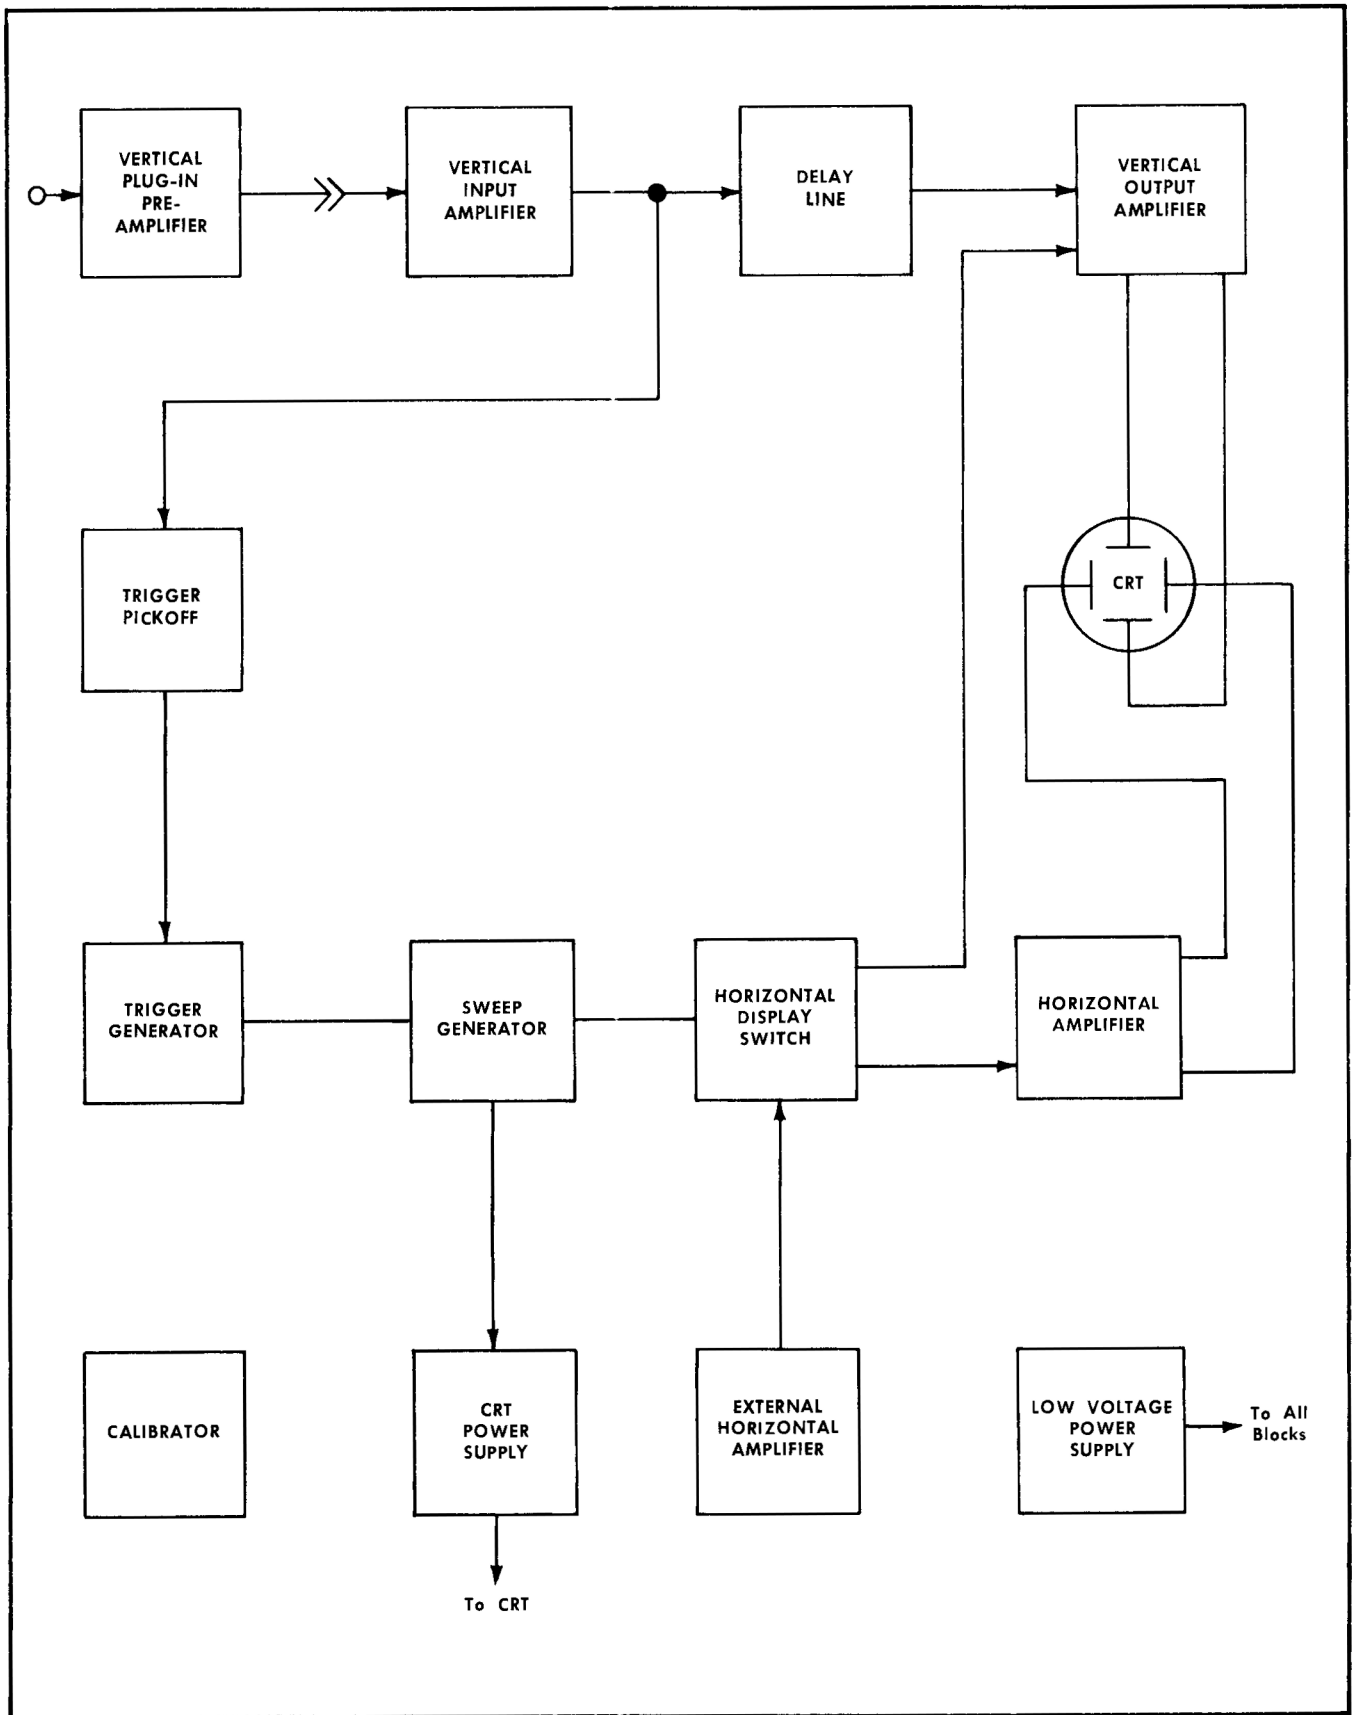 VERTICAL
PLUG-IN
PRE-
AMPLIFIER
VERTICAL
INPUT
AMPLIFIER
DELAY
LINE
VERTICAL
OUTPUT
AMPLIFIER
TRIGGER
PICKOFF
CRT
TRIGGER
GENERATOR
SWEEP
GENERATOR
HORIZONTAL
DISPLAY
SWITCH
HORIZONTAL
AMPLIFIER
CALIBRATOR
CRT
POWER
SUPPLY
EXTERNAL
HORIZONTAL
AMPLIFIER
LOW VOLTAGE
POWER
SUPPLY
To All
Blocks
To CRT